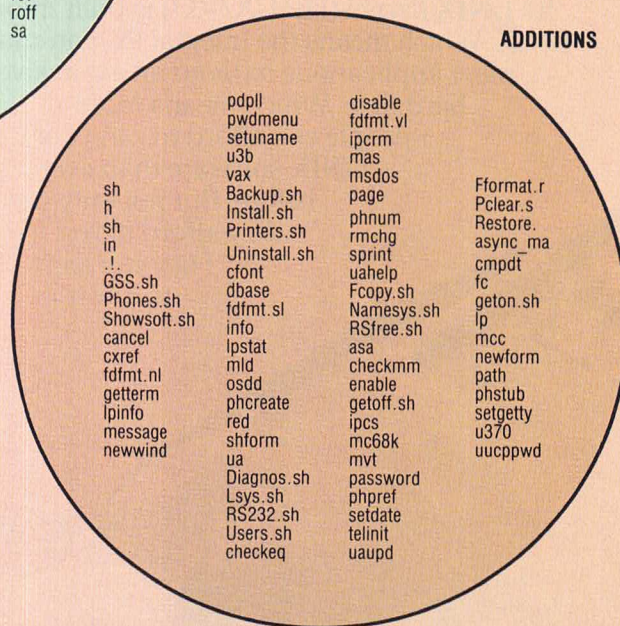 roff
sa
ADDITIONS
sh
h
sh
in
.!.
GSS.sh
Phones.sh
Showsoft.sh
cancel
cxref
fdfmt.nl
getterm
lpinfo
message
newwind
pdpll
pwdmenu
setuname
u3b
vax
Backup.sh
Install.sh
Printers.sh
Uninstall.sh
cfont
dbase
fdfmt.sl
info
lpstat
mld
osdd
phcreate
red
shform
ua
Diagnos.sh
Lsys.sh
RS232.sh
Users.sh
checkeq
disable
fdfmt.vl
ipcrm
mas
msdos
page
phnum
rmchg
sprint
uahelp
Fcopy.sh
Namesys.sh
RSfree.sh
asa
checkmm
enable
getoff.sh
ipcs
mc68k
mvt
password
phpref
setdate
telinit
uaupd
Fformat.r
Pclear.s
Restore.
async_ma
cmpdt
fc
geton.sh
lp
mcc
newform
path
phstub
setgetty
u370
uucppwd